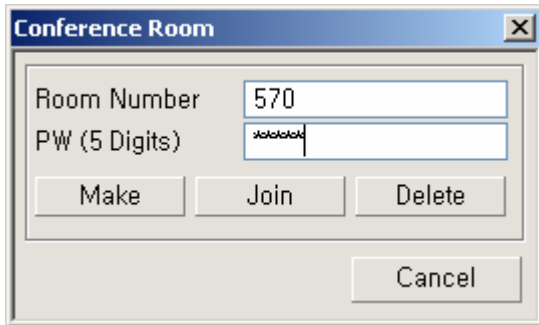 Conference Room
Room Number 570
PW (5 Digits) *****
Make Join Delete
Cancel